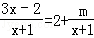 (3x − 2)/(x+1) = 2 + m/(x+1)